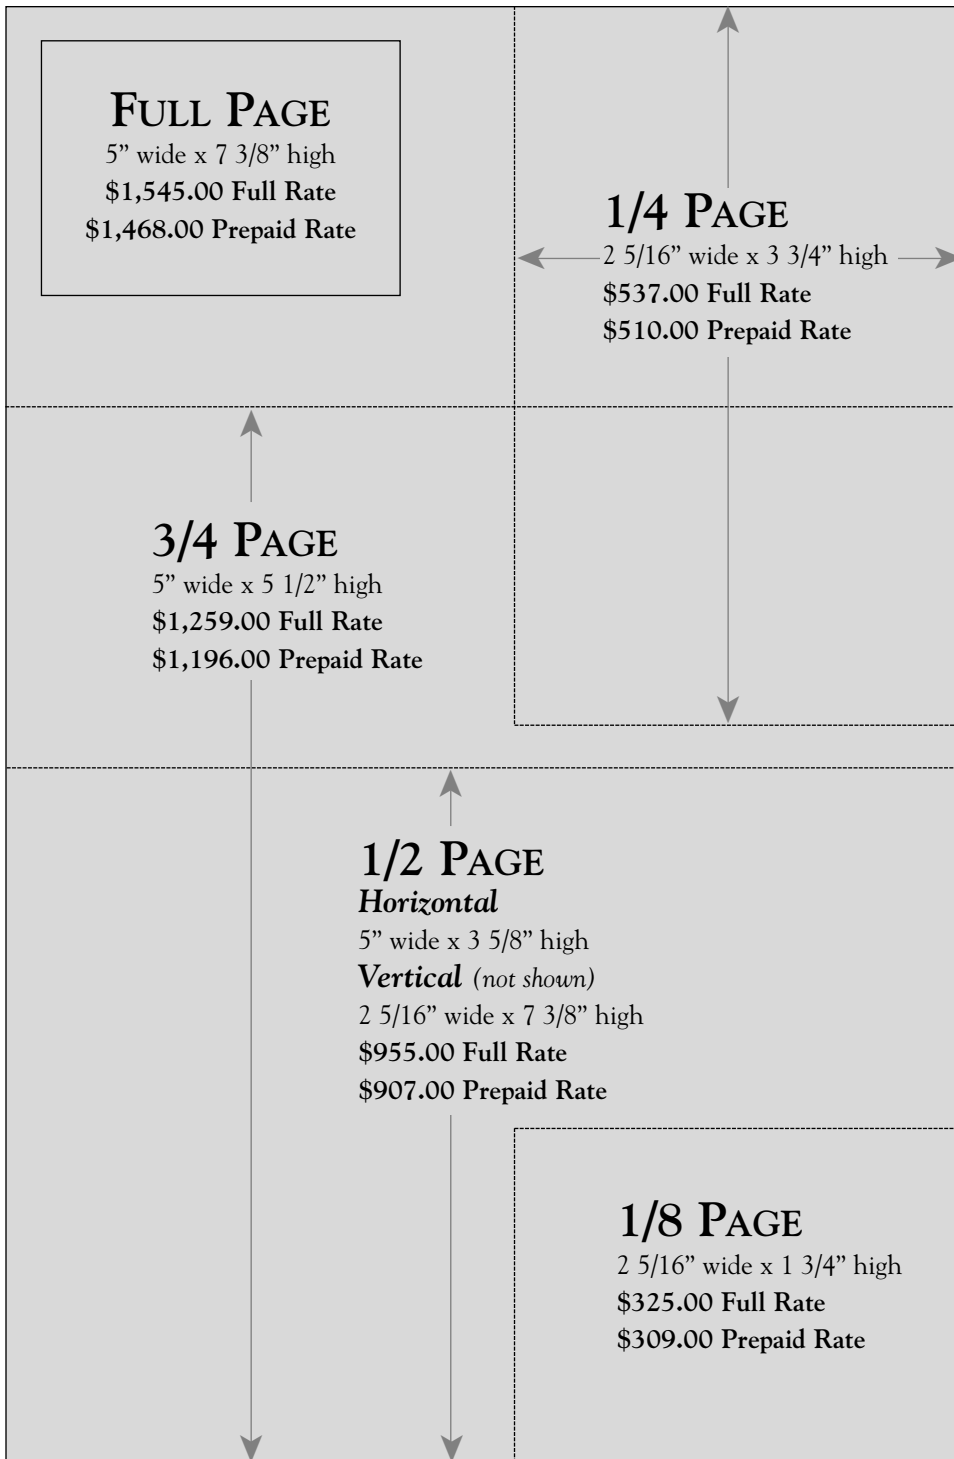 FULL PAGE
5” wide x 7 3/8” high
$1,545.00 Full Rate
$1,468.00 Prepaid Rate
1/4 PAGE
2 5/16” wide x 3 3/4” high
$537.00 Full Rate
$510.00 Prepaid Rate
3/4 PAGE
5” wide x 5 1/2” high
$1,259.00 Full Rate
$1,196.00 Prepaid Rate
1/2 PAGE
Horizontal
5” wide x 3 5/8” high
Vertical (not shown)
2 5/16” wide x 7 3/8” high
$955.00 Full Rate
$907.00 Prepaid Rate
1/8 PAGE
2 5/16” wide x 1 3/4” high
$325.00 Full Rate
$309.00 Prepaid Rate